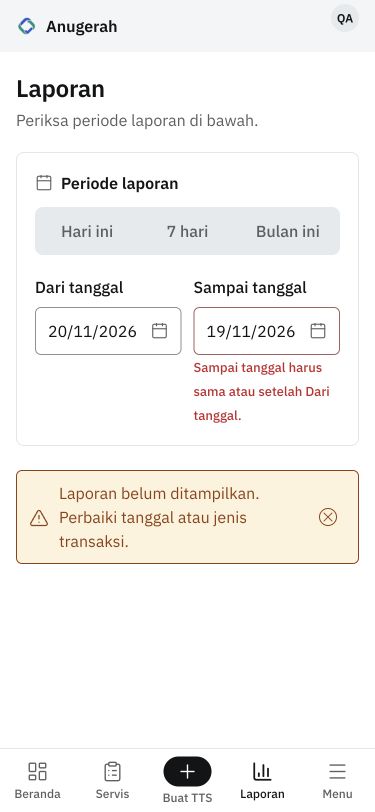 Anugerah
QA
Laporan
Periksa periode laporan di bawah.
Periode laporan
Hari ini
7 hari
Bulan ini
Dari tanggal
Sampai tanggal
20/11/2026
19/11/2026
Sampai tanggal harus
sama atau setelah Dari
tanggal.
Laporan belum ditampilkan.
Perbaiki tanggal atau jenis
transaksi.
Beranda
Servis
Buat TTS
Laporan
Menu